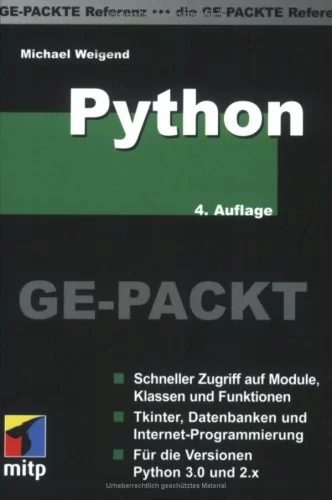 GE-PACKTE Referenz ••• die GE-PACKTE Refere
Michael Weigend
Python
4. Auflage
GE-PACKT
Schneller Zugriff auf Module,
Klassen und Funktionen
Tkinter, Datenbanken und
Internet-Programmierung
Für die Versionen
Python 3.0 und 2.x
mitp
Urheberrechtlich geschütztes Material